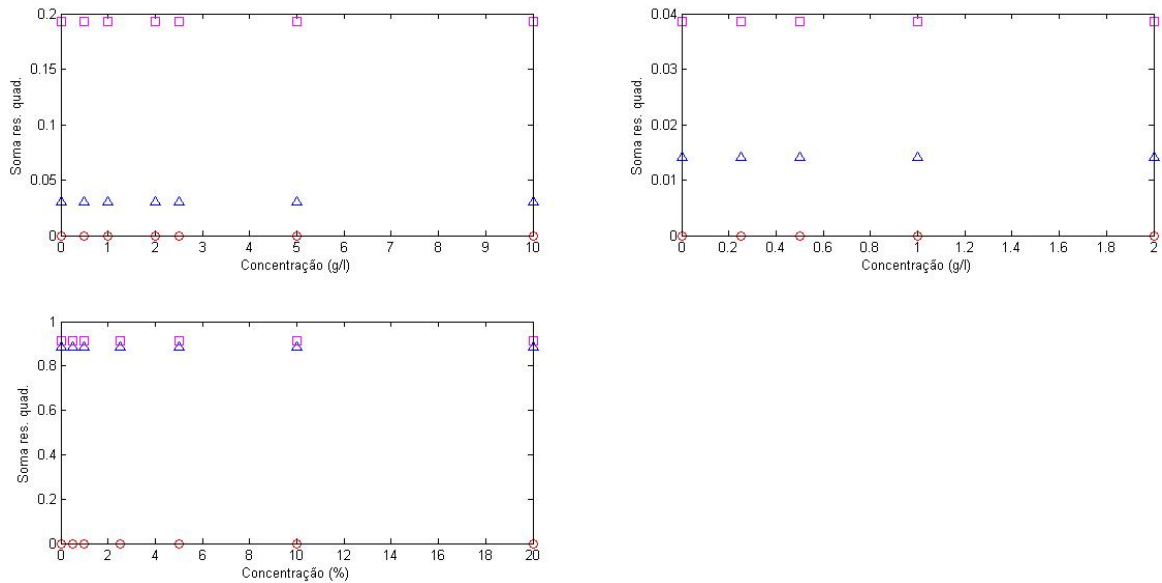 0.2
0.15
0.1
0.05
0
Soma res. quad.
0 1 2 3 4 5 6 7 8 9 10
Concentração (g/l)
0.04
0.03
0.02
0.01
0
Soma res. quad.
0 0.2 0.4 0.6 0.8 1 1.2 1.4 1.6 1.8 2
Concentração (g/l)
1
0.8
0.6
0.4
0.2
0
Soma res. quad.
0 2 4 6 8 10 12 14 16 18 20
Concentração (%)